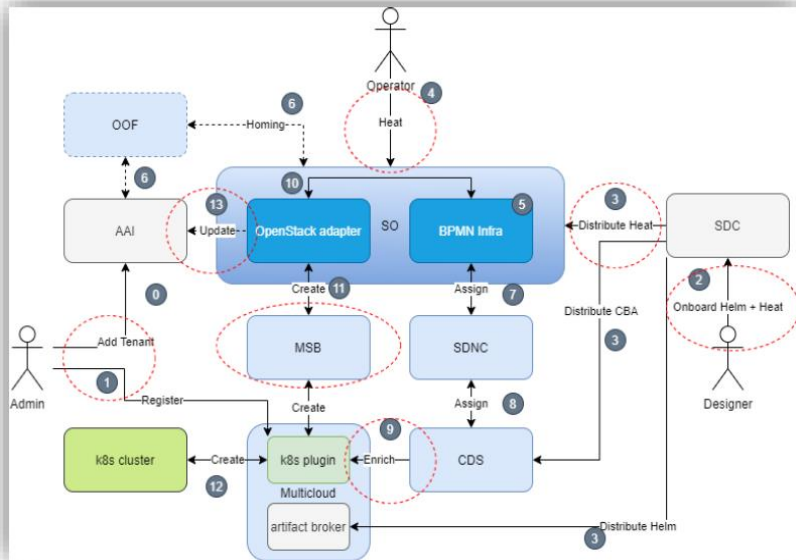 Operator
4
Heat
OOF
6
Homing
6
10
13
AAI
Update
OpenStack adapter
SO
BPMN Infra
5
3
Distribute Heat
SDC
2
Onboard Helm + Heat
0
Create
11
Assign
7
Distribute CBA
3
Add Tenant
MSB
SDNC
Designer
Admin
1
Register
Create
Assign
8
9
k8s cluster
Create
12
k8s plugin
Enrich
CDS
Multicloud
artifact broker
Distribute Helm
3